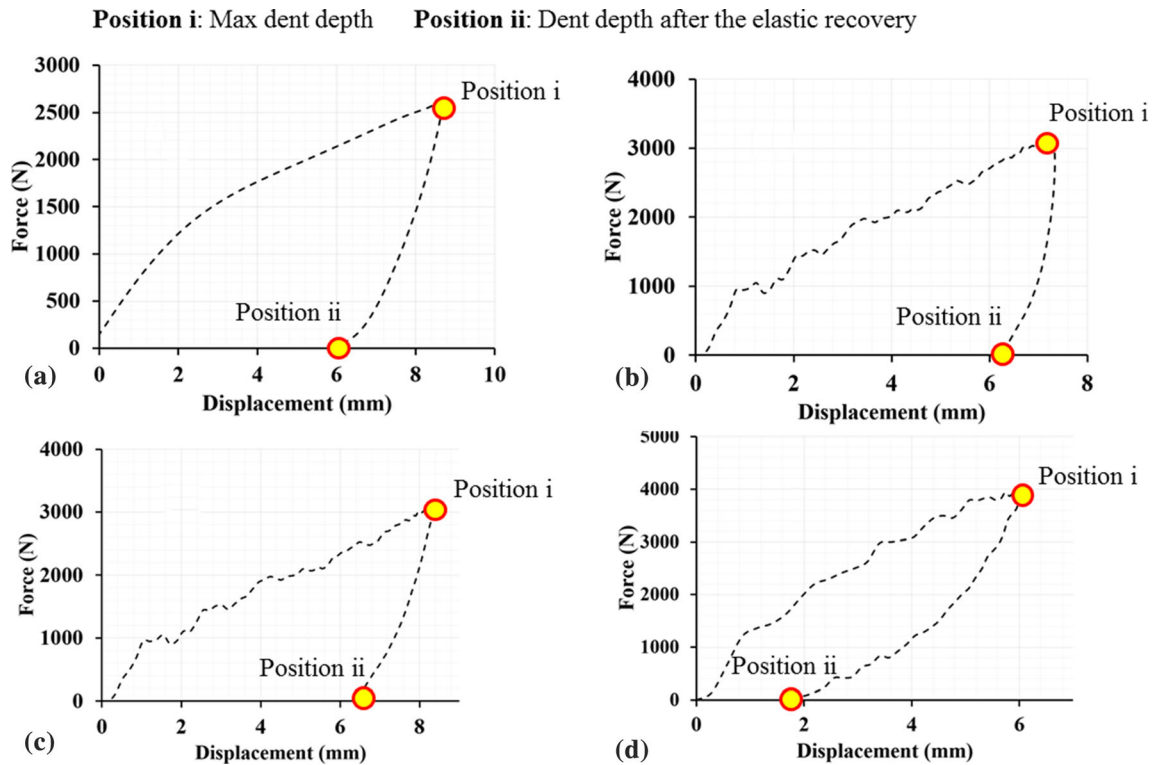 Position i: Max dent depth Position ii: Dent depth after the elastic recovery
3000
2500
2000
1500
1000
500
0
Force (N)
Position i
Position ii
0 2 4 6 8 10
Displacement (mm)
(a)
4000
3000
2000
1000
0
Force (N)
Position i
Position ii
0 2 4 6 8
Displacement (mm)
(b)
4000
3000
2000
1000
0
Force (N)
Position i
Position ii
0 2 4 6 8
Displacement (mm)
(c)
5000
4000
3000
2000
1000
0
Force (N)
Position i
Position ii
0 2 4 6
Displacement (mm)
(d)